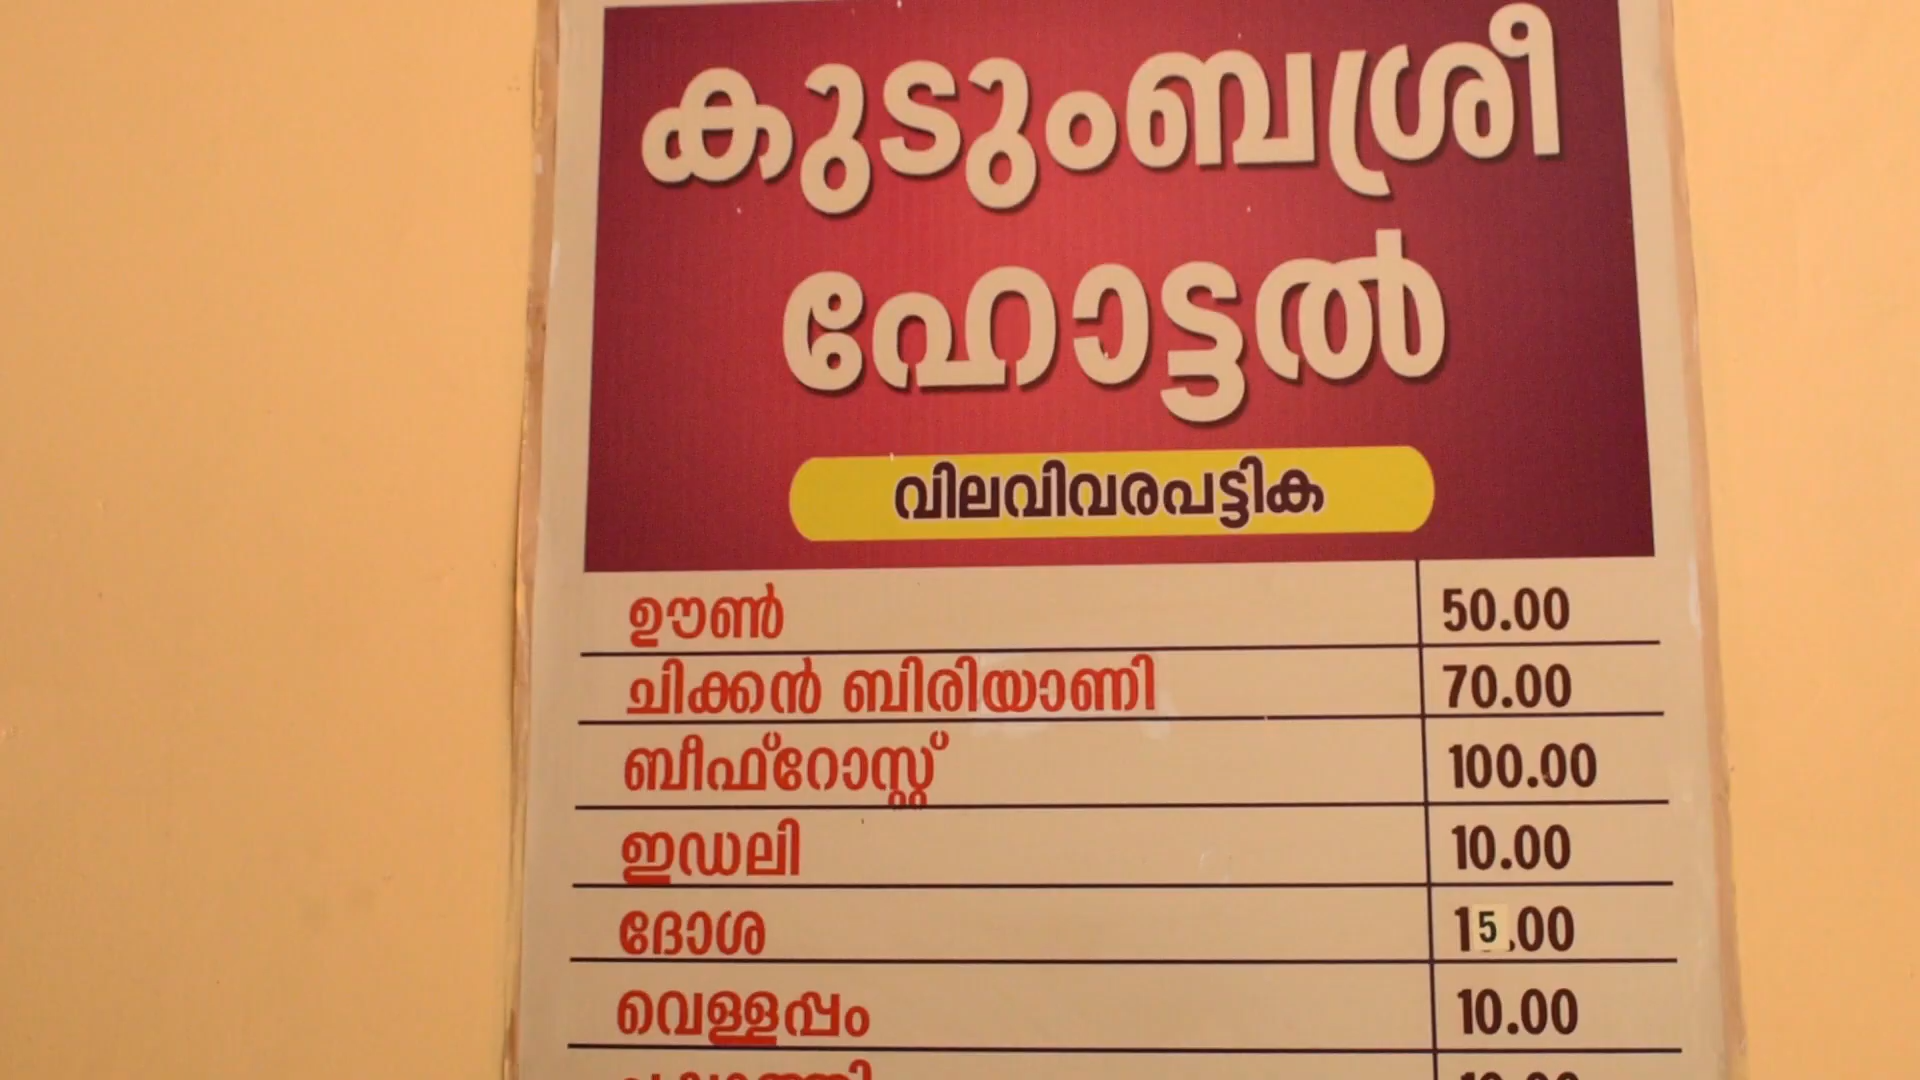 കുടുംബശ്രീ
ഹോട്ടൽ
വിലവിവരപട്ടിക
ഊൺ 50.00
ചിക്കൻ ബിരിയാണി 70.00
ബീഫ്റോസ്റ്റ് 100.00
ഇഡലി 10.00
ദോശ 15.00
വെള്ളപ്പം 10.00